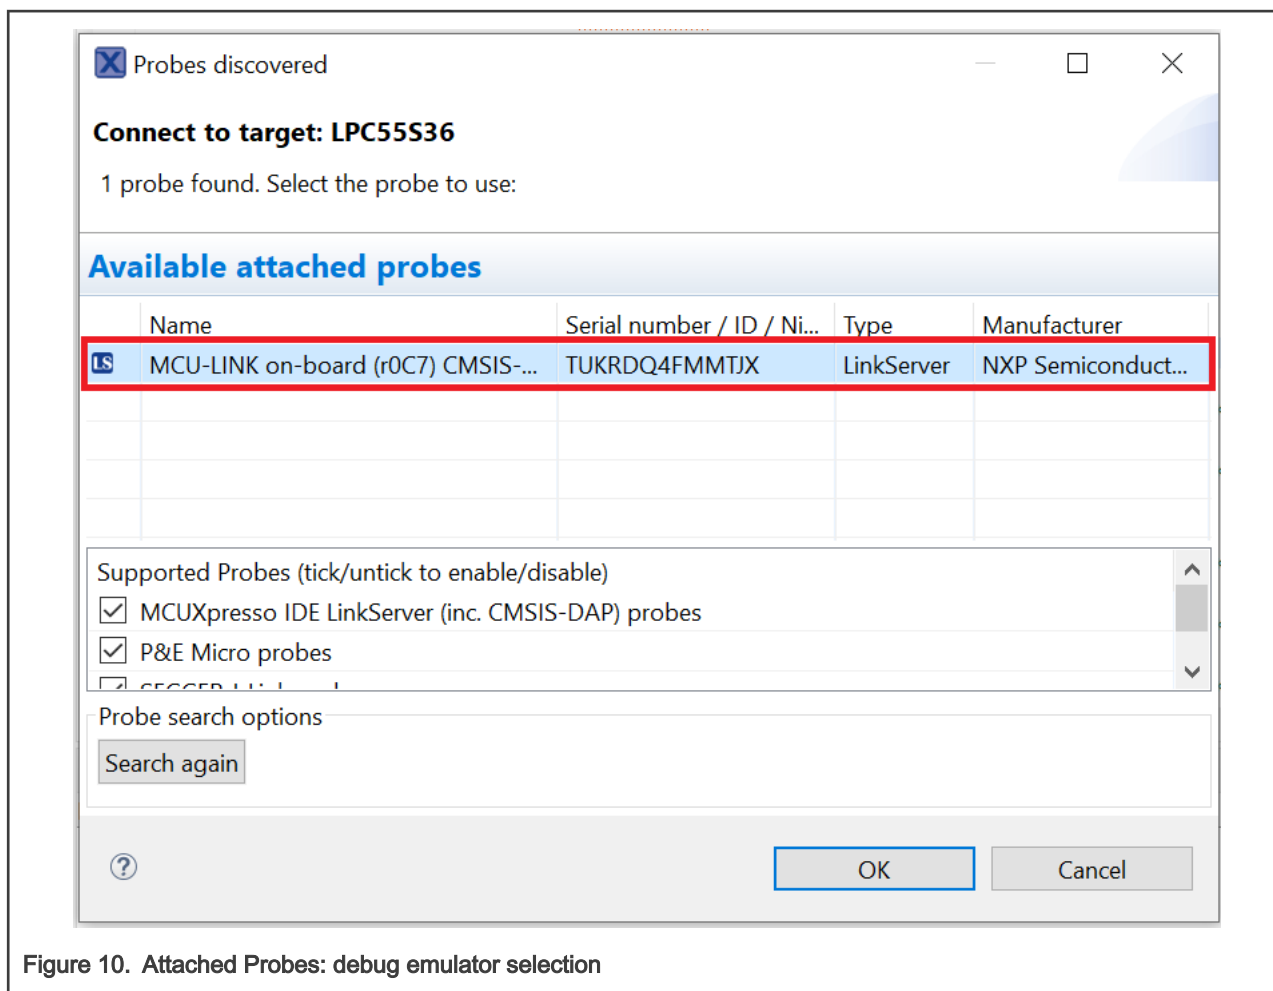 Probes discovered
Connect to target: LPC55S36
1 probe found. Select the probe to use:
Available attached probes
Name Serial number / ID / Ni... Type Manufacturer
LS MCU-LINK on-board (r0C7) CMSIS-... TUKRDQ4FMMTJX LinkServer NXP Semiconduct...
Supported Probes (tick/untick to enable/disable)
MCUXpresso IDE LinkServer (inc. CMSIS-DAP) probes
P&E Micro probes
Probe search options
Search again
? OK Cancel
Figure 10. Attached Probes: debug emulator selection